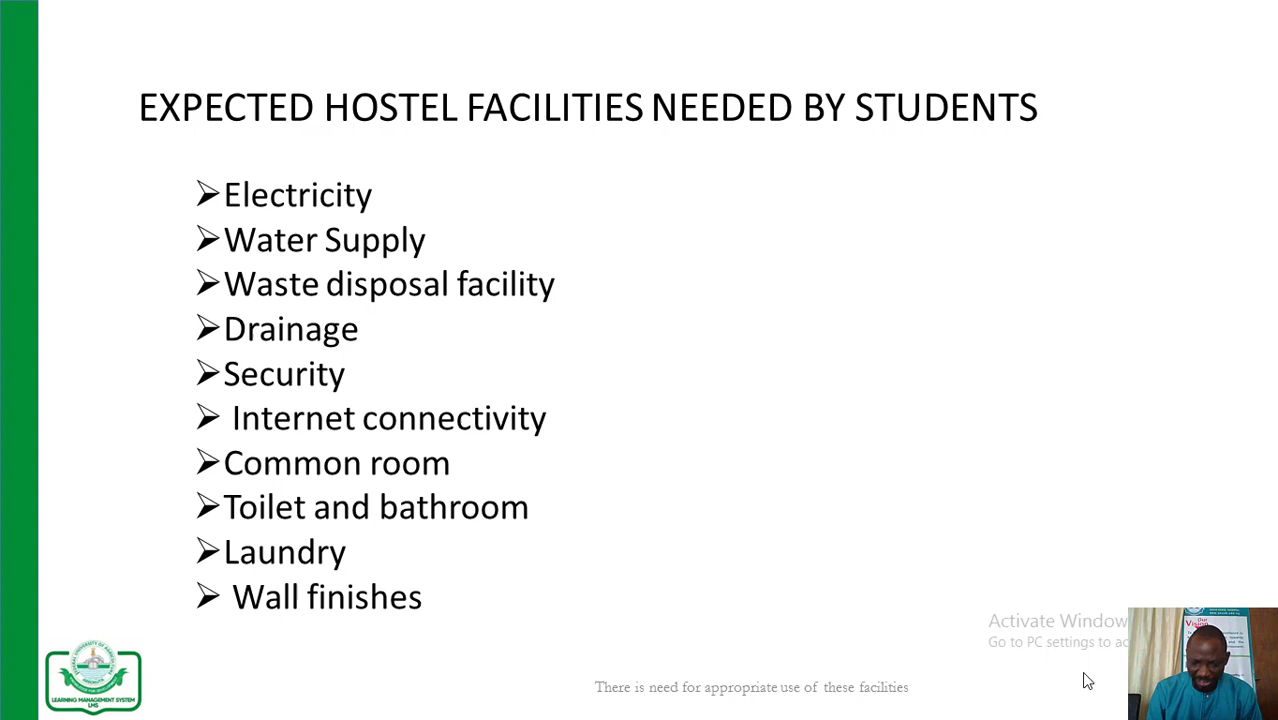 EXPECTED HOSTEL FACILITIES NEEDED BY STUDENTS
Electricity
Water Supply
Waste disposal facility
Drainage
Security
Internet connectivity
Common room
Toilet and bathroom
Laundry
Wall finishes
Activate Window
Go to PC settings to ac
Our
Vision
LEARNING MANAGEMENT SYSTEM
LMS
There is need for appropriate use of these facilities